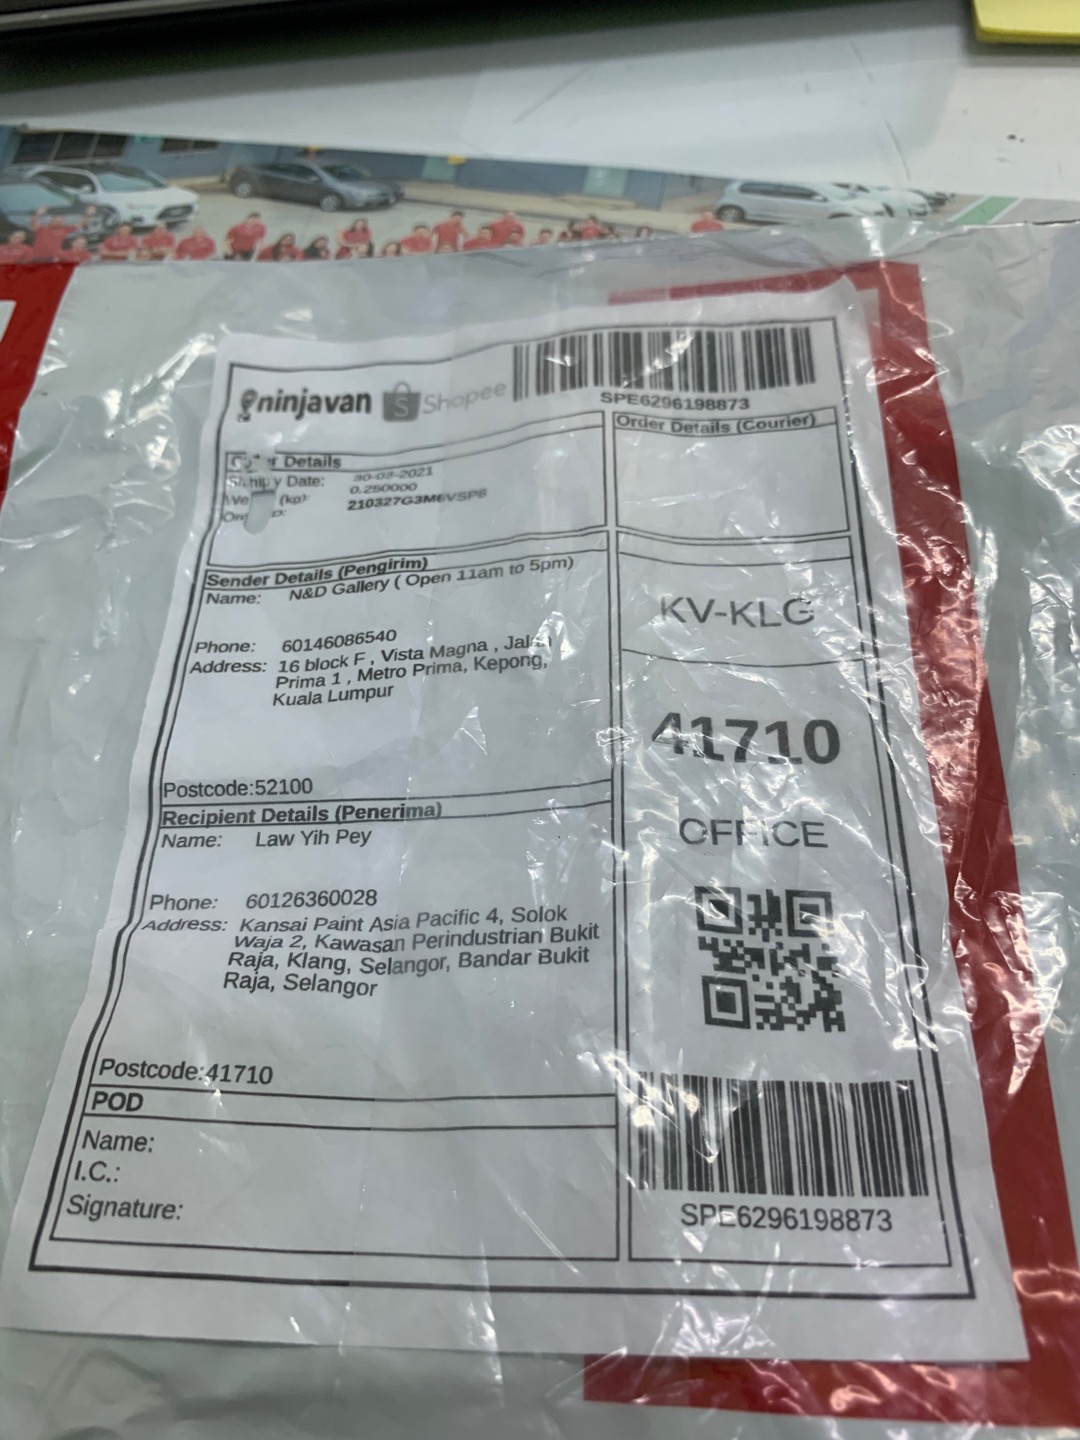 ninjavan Shopee
SPE6296198873
Order Details (Courier)
Details
Date: 30-03-2021
(kg): 0.250000
210327G3M6VSP8
Sender Details (Pengirim)
Name: N&D Gallery ( Open 11am to 5pm)
Phone: 60146086540
Address: 16 block F , Vista Magna , Jalan
Prima 1 , Metro Prima, Kepong,
Kuala Lumpur
Postcode:52100
KV-KLG
41710
OFFICE
Recipient Details (Penerima)
Name: Law Yih Pey
Phone: 60126360028
Address: Kansai Paint Asia Pacific 4, Solok
Waja 2, Kawasan Perindustrian Bukit
Raja, Klang, Selangor, Bandar Bukit
Raja, Selangor
Postcode:41710
POD
Name:
I.C.:
Signature:
SPE6296198873